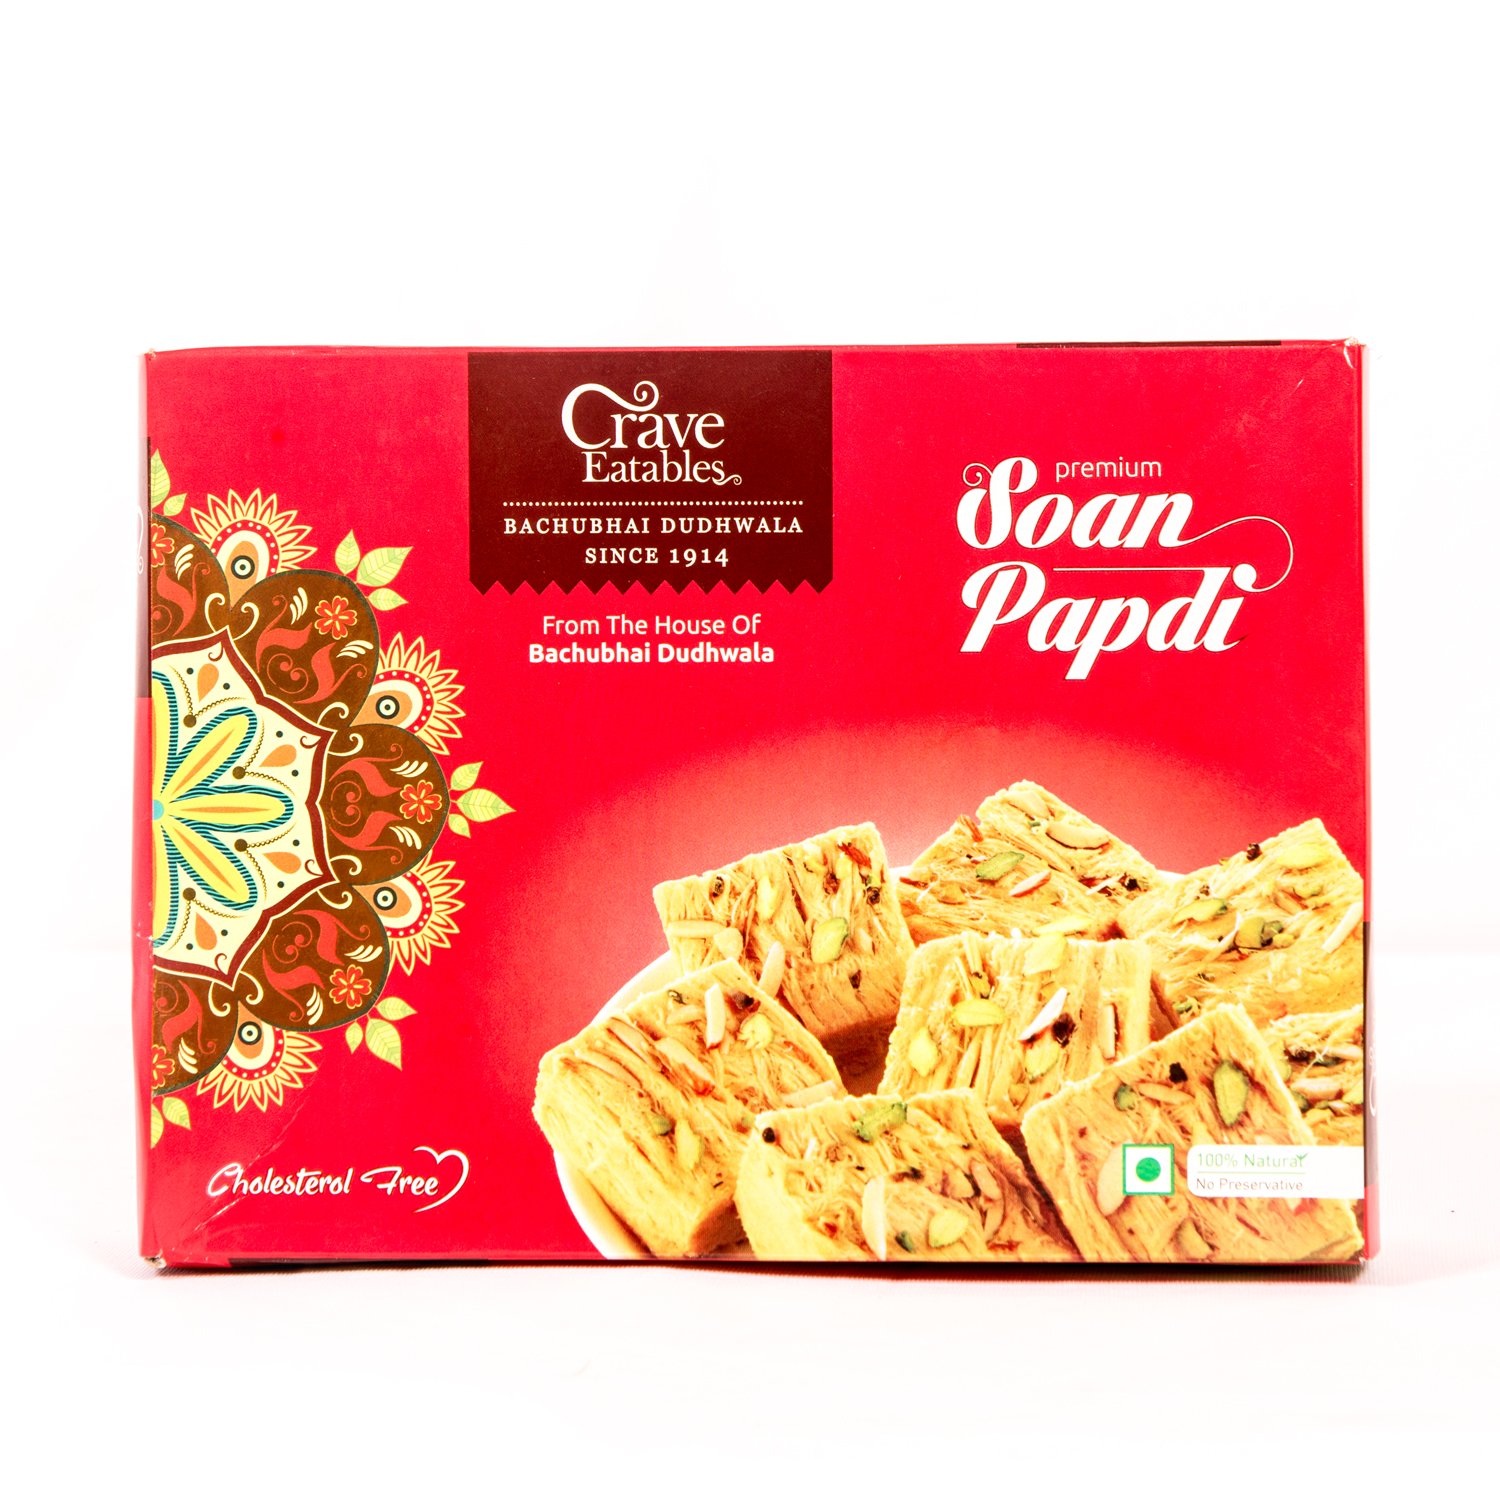 Crave
Eatables
BACHUBHAI DUDHWALA
SINCE 1914
From The House Of
Bachubhai Dudhwala
premium
Soan
Papdi
Cholesterol Free
100% Natural
No Preservative